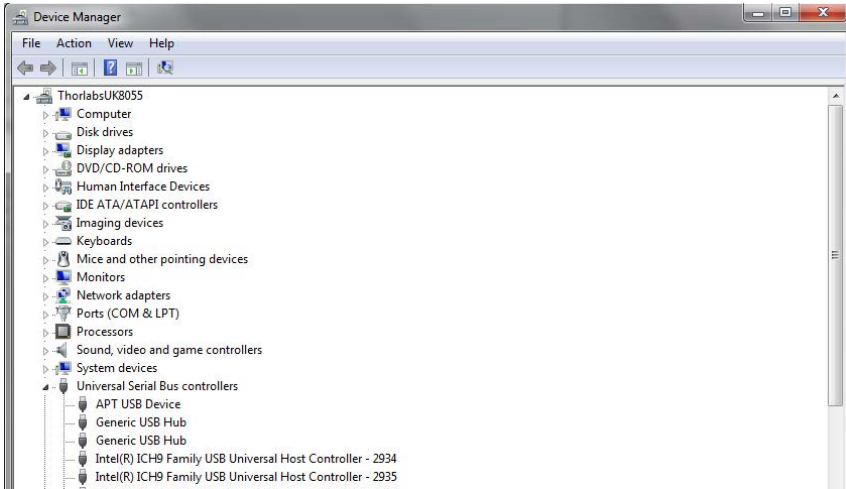 Device Manager
File Action View Help
ThorlabsUK8055
Computer
Disk drives
Display adapters
DVD/CD-ROM drives
Human Interface Devices
IDE ATA/ATAPI controllers
Imaging devices
Keyboards
Mice and other pointing devices
Monitors
Network adapters
Ports (COM & LPT)
Processors
Sound, video and game controllers
System devices
Universal Serial Bus controllers
APT USB Device
Generic USB Hub
Generic USB Hub
Intel(R) ICH9 Family USB Universal Host Controller - 2934
Intel(R) ICH9 Family USB Universal Host Controller - 2935